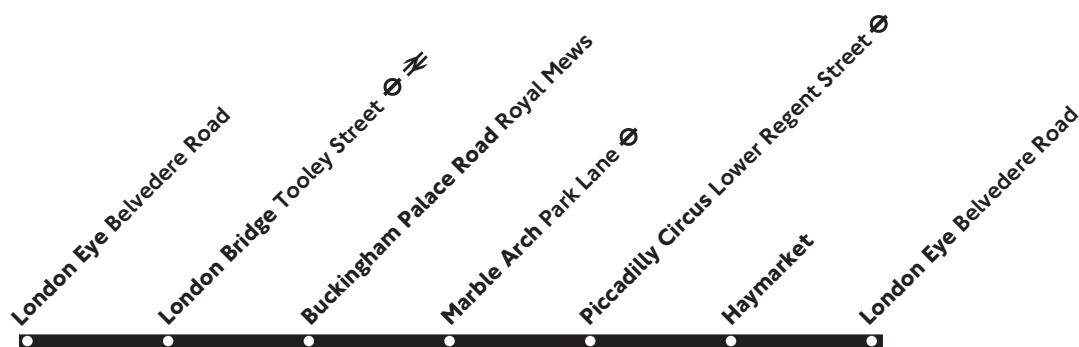 London Eye Belvedere Road
London Bridge Tooley Street
Buckingham Palace Road Royal Mews
Marble Arch Park Lane
Piccadilly Circus Lower Regent Street
Haymarket
London Eye Belvedere Road